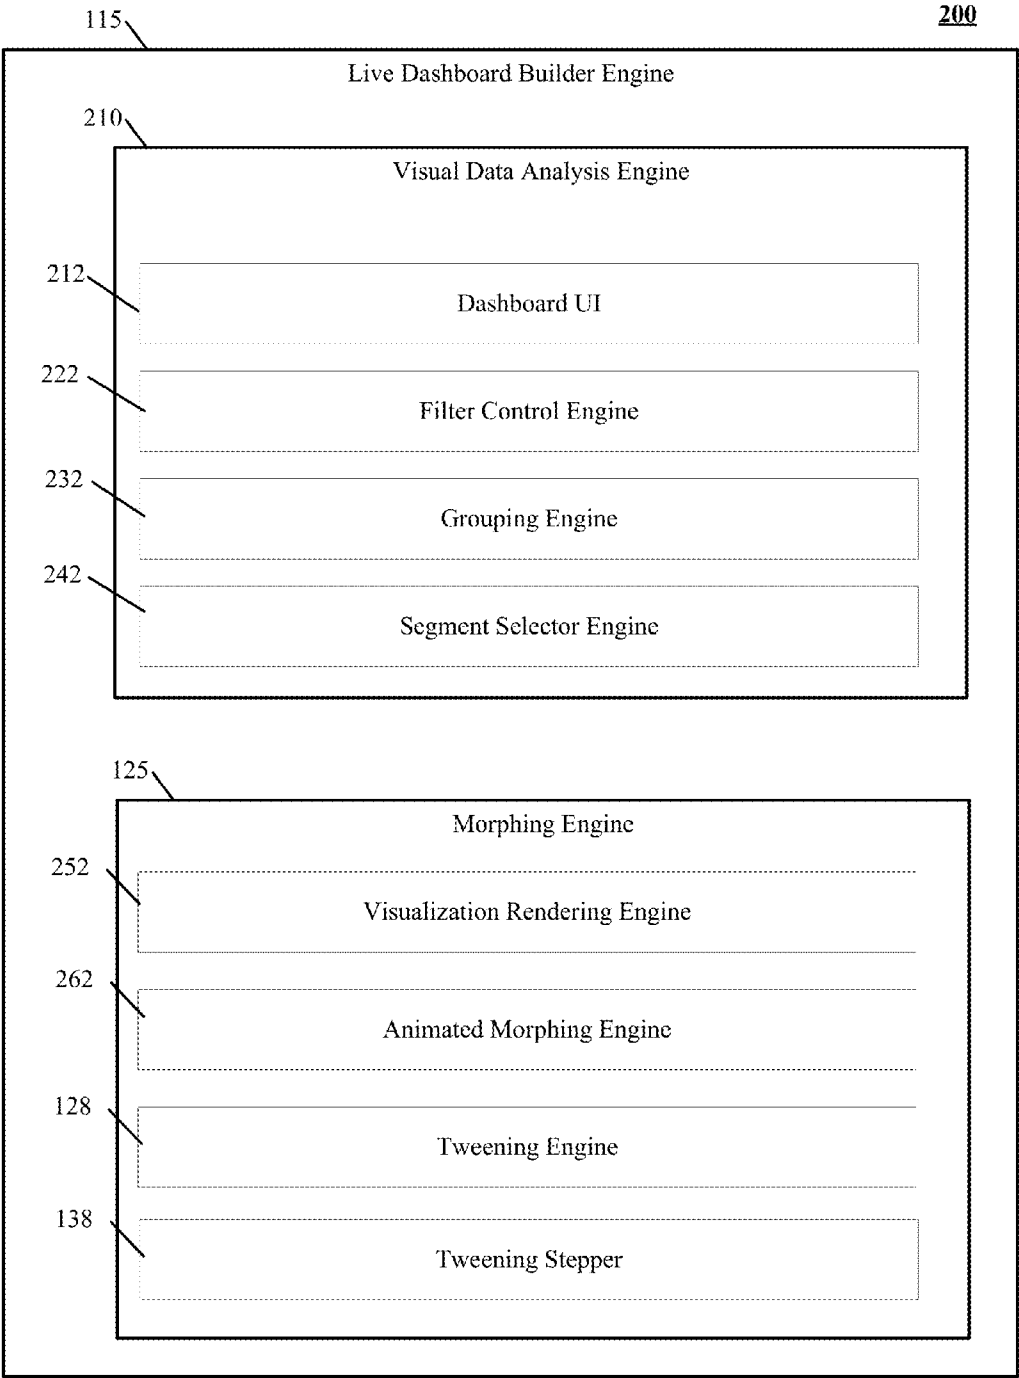 200
115
Live Dashboard Builder Engine
210
Visual Data Analysis Engine
212
Dashboard UI
222
Filter Control Engine
232
Grouping Engine
242
Segment Selector Engine
125
Morphing Engine
252
Visualization Rendering Engine
262
Animated Morphing Engine
128
Tweening Engine
138
Tweening Stepper